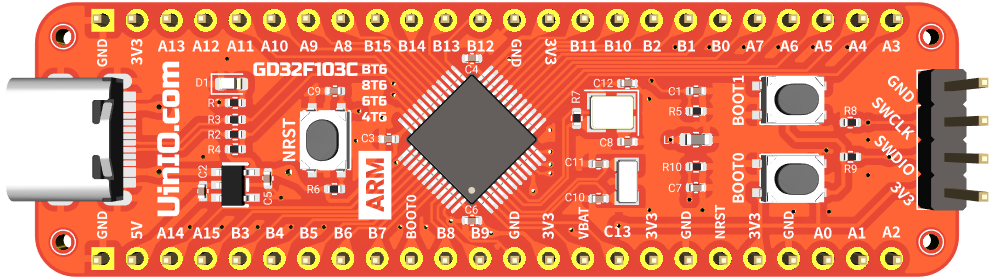 GND 3V3 A13 A12 A11 A10 A9 A8 B15 B14 B13 B12 GND 3V3 B11 B10 B2 B1 B0 A7 A6 A5 A4 A3
UinIO.com
D1
R3
R2
R4
C2
C5
GD32F103C BT6
8T6
6T6
4T6
C9
NRST
R6
C3
ARM
C4
C6
R7
C12
C8
C11
C10
C1
R5
R10
C7
BOOT1
BOOT0
R8
R9
GND
SWCLK
SWDIO
3V3
GND 5V A14 A15 B3 B4 B5 B6 B7 BOOT0 B8 B9 GND 3V3 VBAT C13 3V3 GND NRST 3V3 GND A0 A1 A2